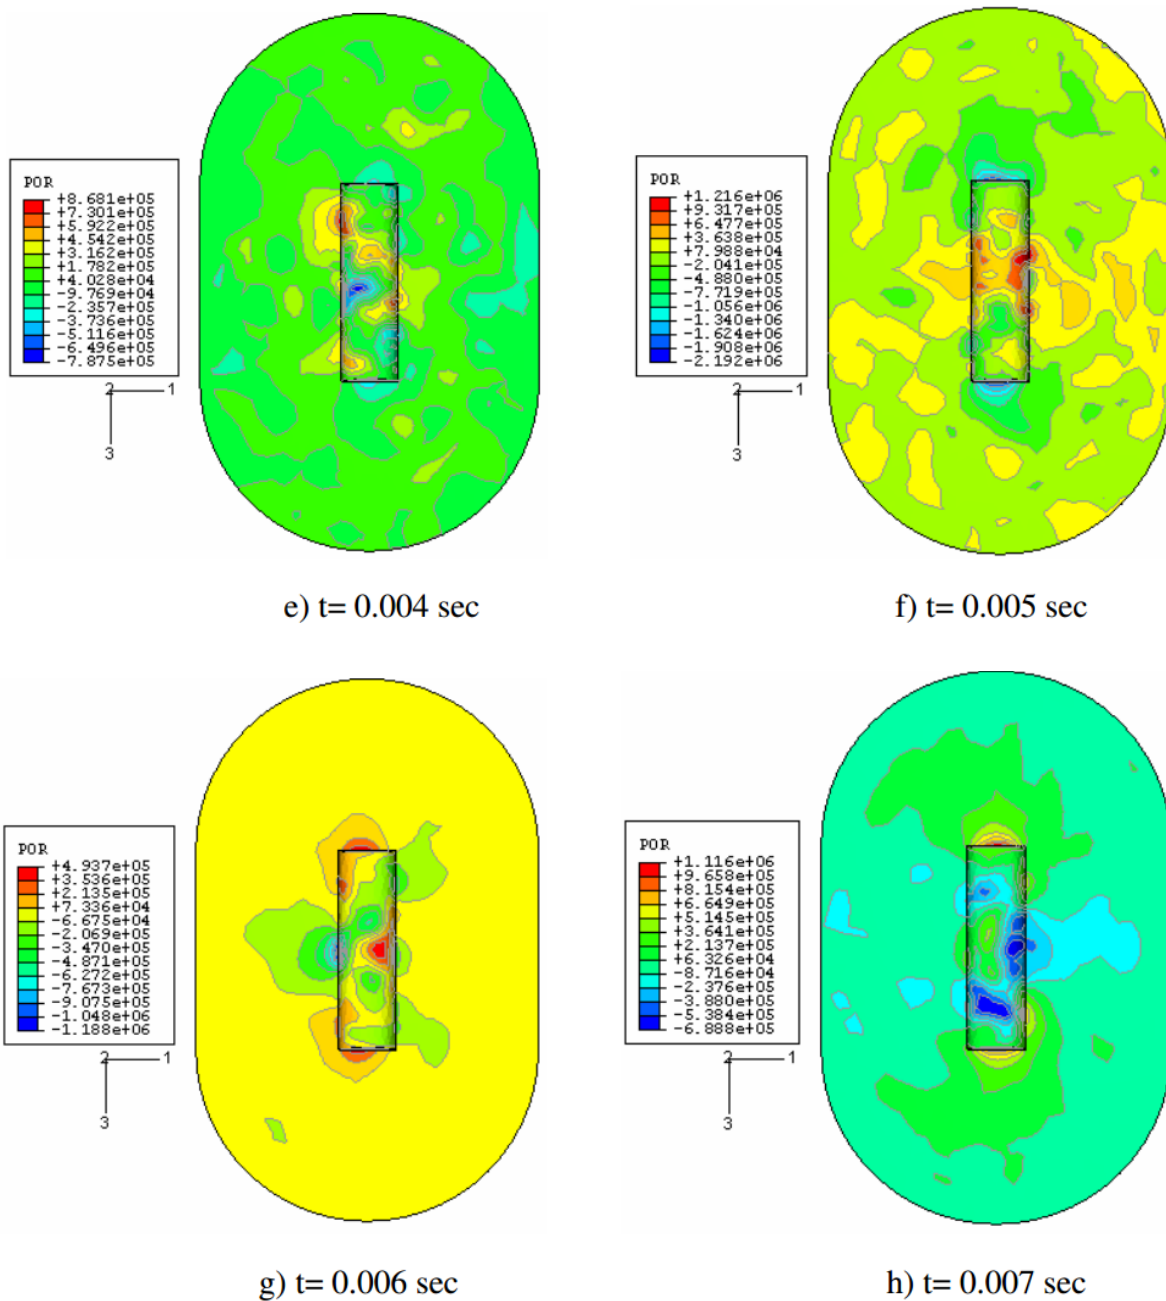 POR
+8.681e+05
+7.301e+05
+5.922e+05
+4.542e+05
+3.162e+05
+1.782e+05
+4.028e+04
-9.769e+04
-2.357e+05
-3.736e+05
-5.116e+05
-6.496e+05
-7.875e+05
2 1
3
e) t= 0.004 sec
POR
+1.216e+06
+9.317e+05
+6.477e+05
+3.638e+05
+7.988e+04
-2.041e+05
-4.880e+05
-7.719e+05
-1.056e+06
-1.340e+06
-1.624e+06
-1.908e+06
-2.192e+06
2 1
3
f) t= 0.005 sec
POR
+4.937e+05
+3.536e+05
+2.135e+05
+7.336e+04
-6.675e+04
-2.069e+05
-3.470e+05
-4.871e+05
-6.272e+05
-7.673e+05
-9.075e+05
-1.048e+06
-1.188e+06
2 1
3
g) t= 0.006 sec
POR
+1.116e+06
+9.658e+05
+8.154e+05
+6.649e+05
+5.145e+05
+3.641e+05
+2.137e+05
+6.326e+04
-8.716e+04
-2.376e+05
-3.880e+05
-5.384e+05
-6.888e+05
2 1
3
h) t= 0.007 sec